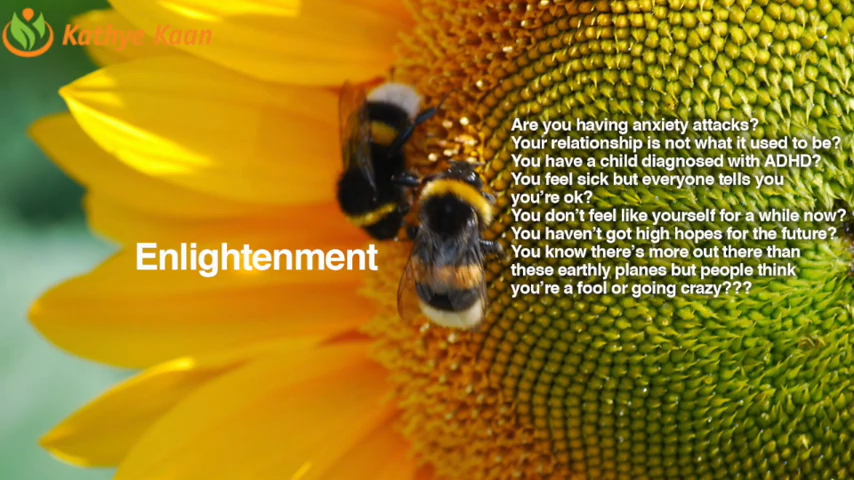 Kathye Kaan
Enlightenment
Are you having anxiety attacks?
Your relationship is not what it used to be?
You have a child diagnosed with ADHD?
You feel sick but everyone tells you
you're ok?
You don't feel like yourself for a while now?
You haven't got high hopes for the future?
You know there's more out there than
these earthly planes but people think
you're a fool or going crazy???